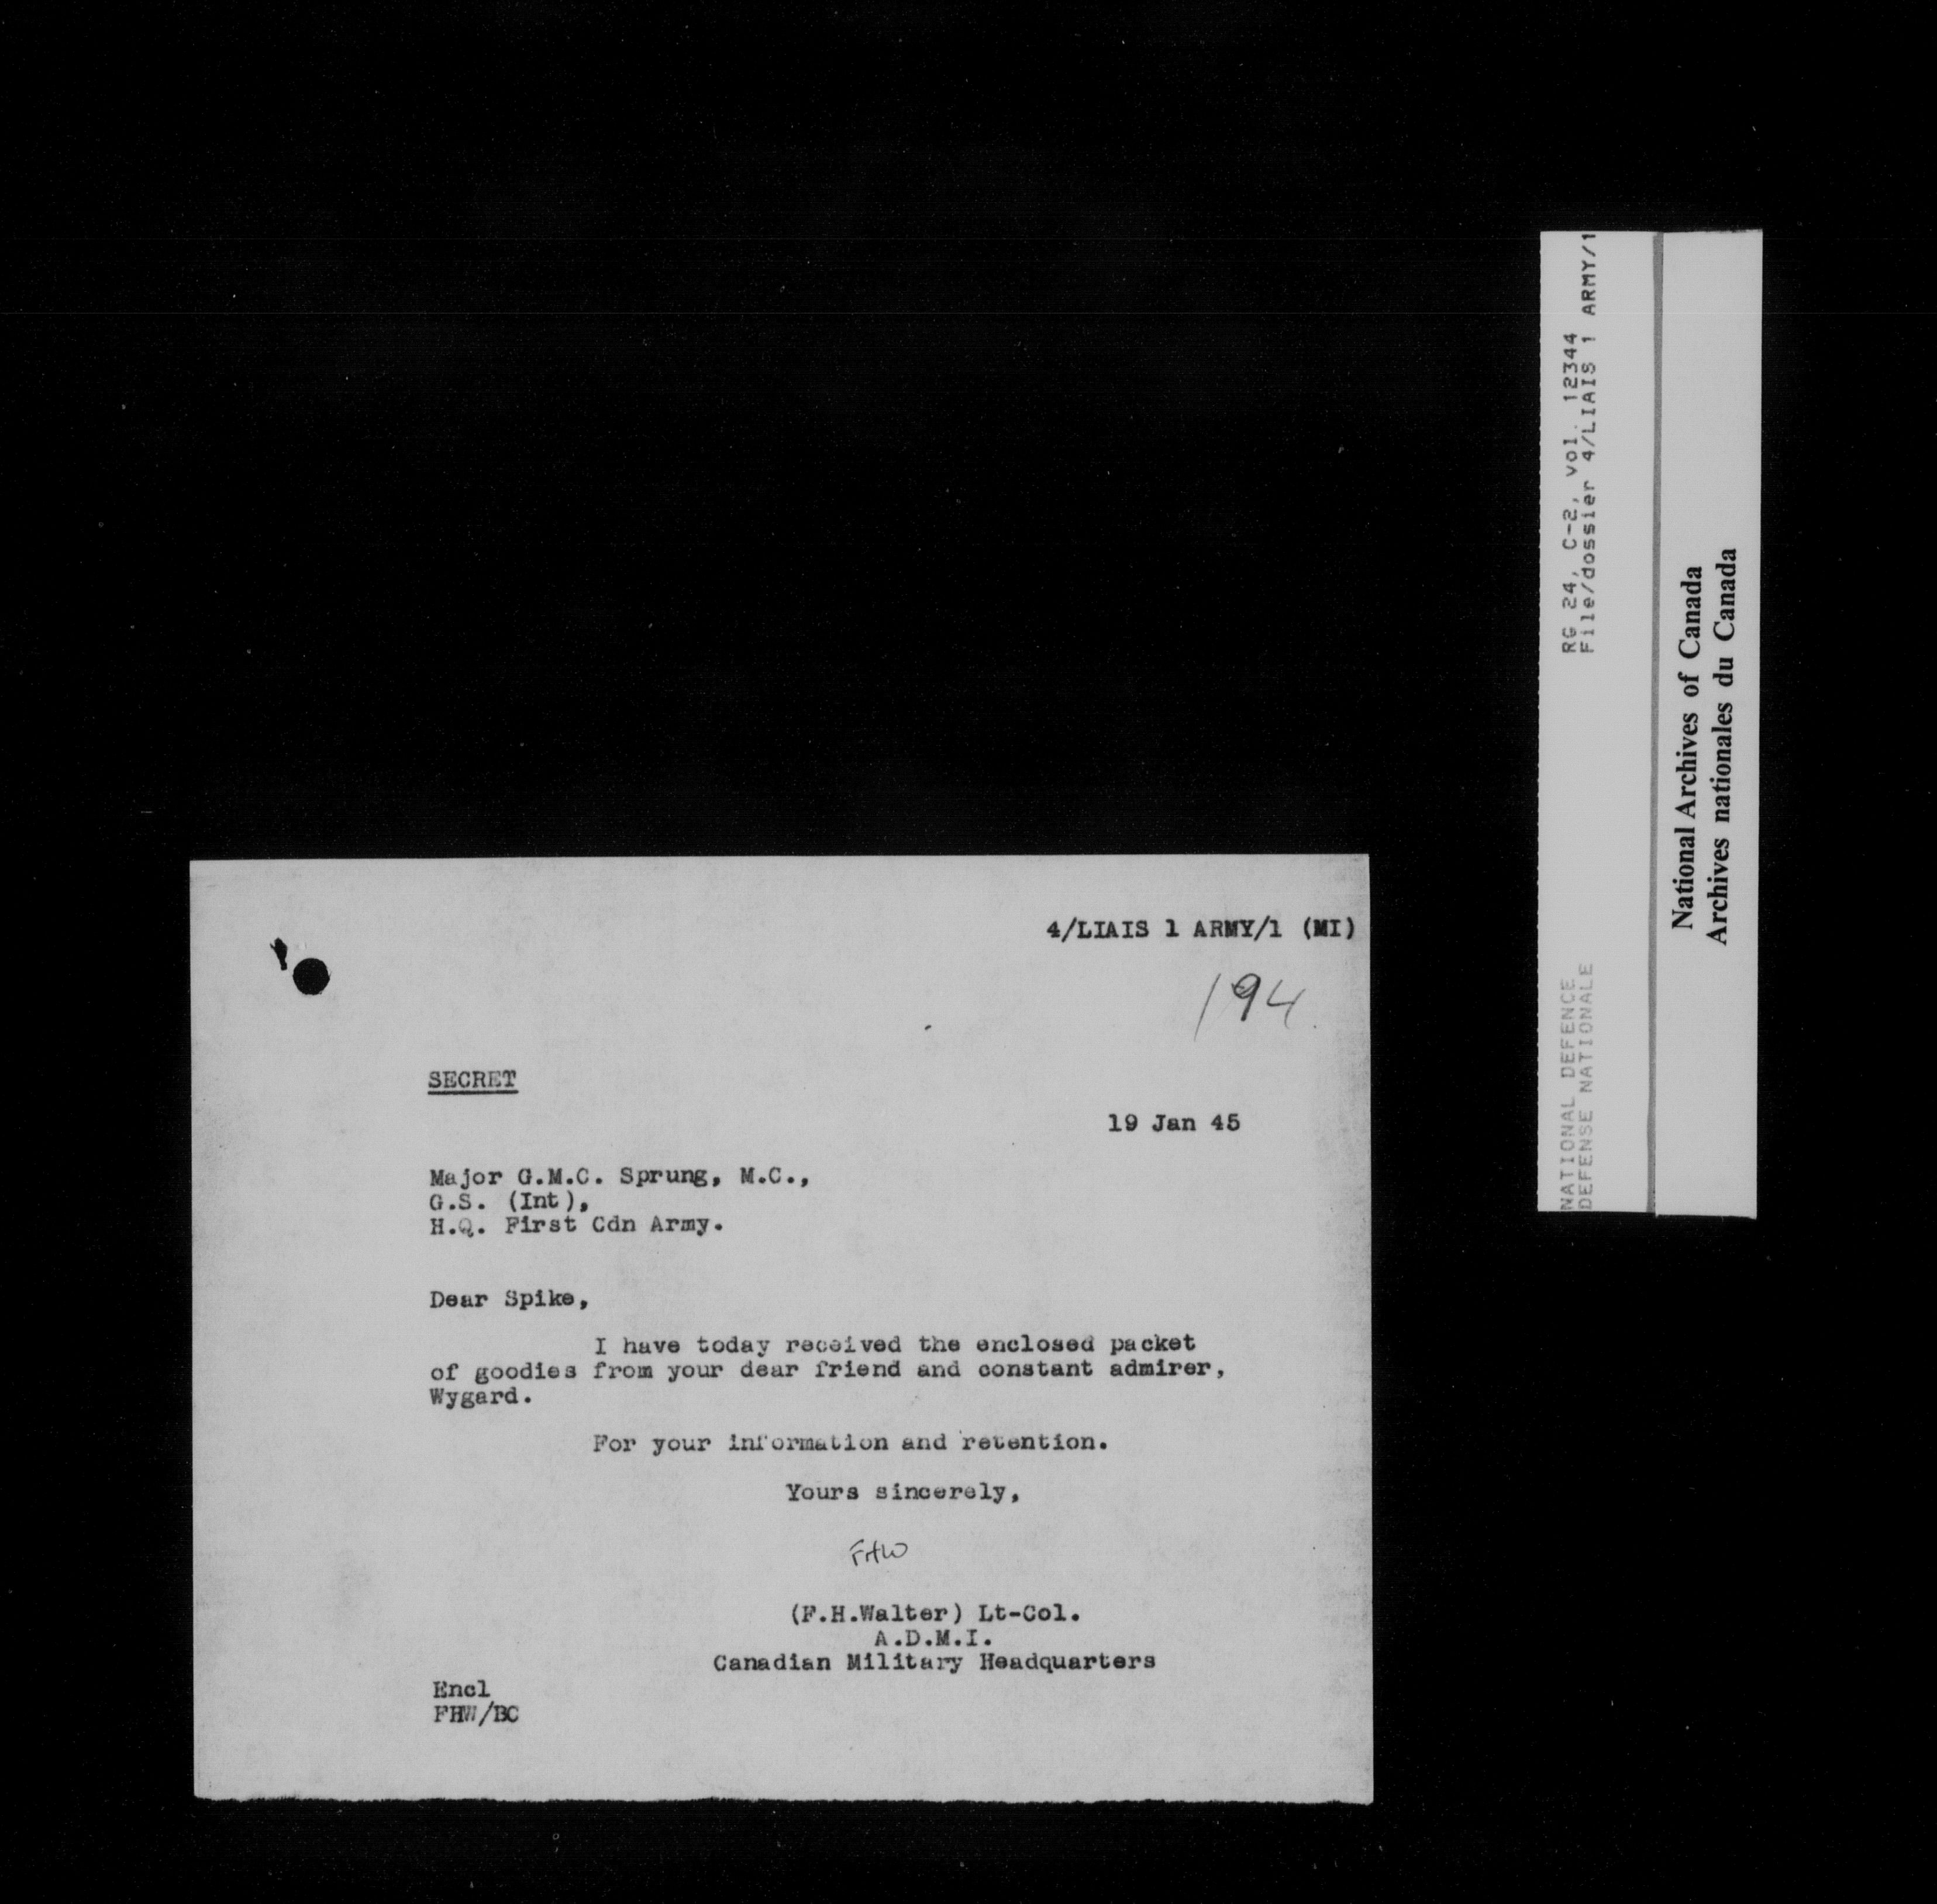 4/LIAIS 1 ARMY/1 (MI)
194
SECRET
19 Jan 45
Major G.M.C. Sprung, M.C.,
G.S. (Int),
H.Q. First Cdn Army.
Dear Spike,
I have today received the enclosed packet
of goodies from your dear friend and constant admirer,
Wygard.
For your information and retention.
Yours sincerely,
FHW
(F.H.Walter) Lt-Col.
A.D.M.I.
Canadian Military Headquarters
Encl
FHW/BC
NATIONAL DEFENCE
DEFENSE NATIONALE
RG 24, C-2, vol. 12344
File/dossier 4/LIAIS 1 ARMY/1
National Archives of Canada
Archives nationales du Canada